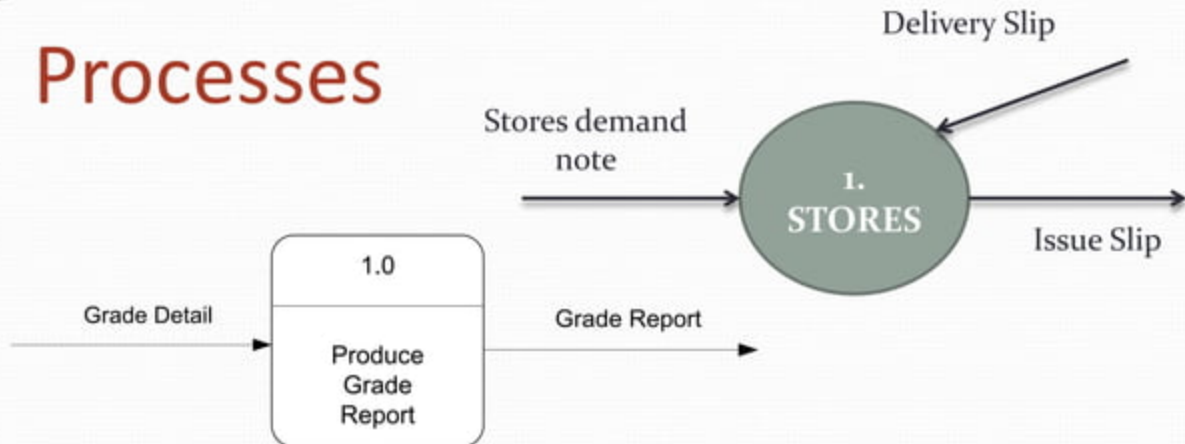 Processes
Delivery Slip
Stores demand
note
1.
STORES
Issue Slip
1.0
Grade Detail
Produce
Grade
Report
Grade Report